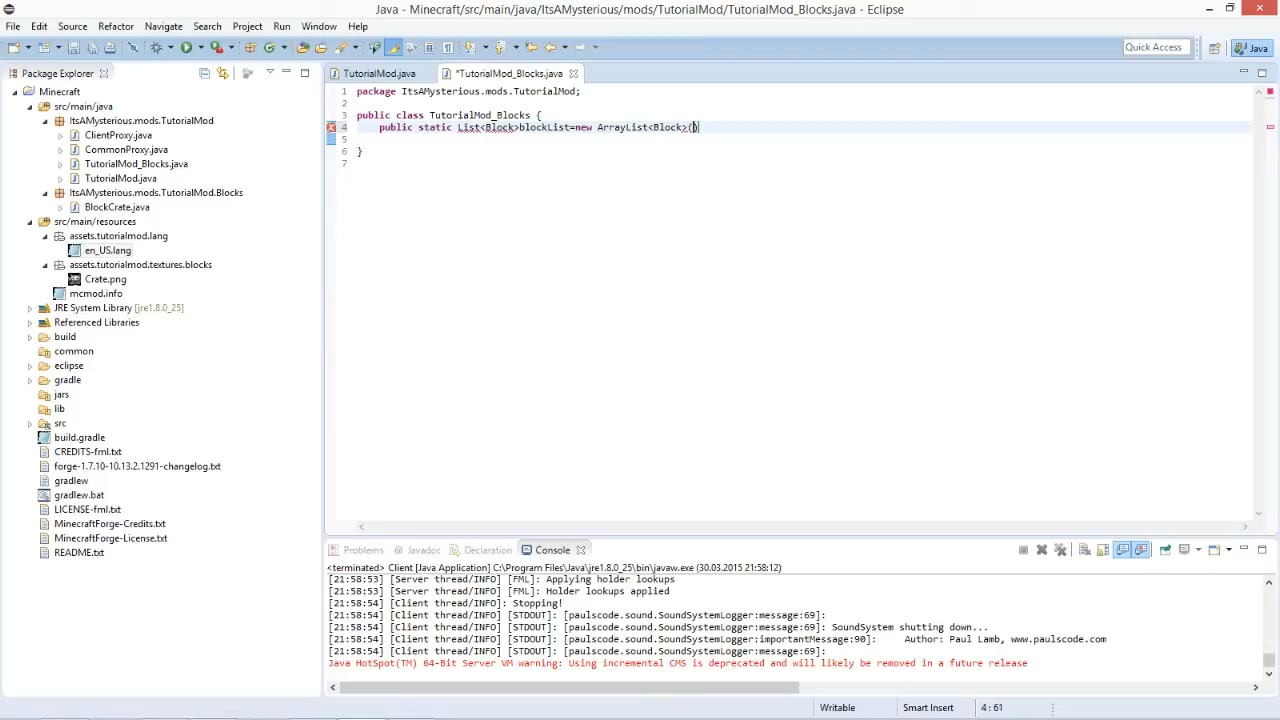 Java - Minecraft/src/main/java/ItsAMysterious/mods/TutorialMod/TutorialMod_Blocks.java - Eclipse
File Edit Source Refactor Navigate Search Project Run Window Help
Quick Access
Java
Package Explorer
Minecraft
src/main/java
ItsAMysterious.mods.TutorialMod
ClientProxy.java
CommonProxy.java
TutorialMod_Blocks.java
TutorialMod.java
ItsAMysterious.mods.TutorialMod.Blocks
BlockCrate.java
src/main/resources
assets.tutorialmod.lang
en_US.lang
assets.tutorialmod.textures.blocks
Crate.png
mcmod.info
JRE System Library [jre1.8.0_25]
Referenced Libraries
build
common
eclipse
gradle
jars
lib
src
build.gradle
CREDITS-fml.txt
forge-1.7.10-10.13.2.1291-changelog.txt
gradlew
gradlew.bat
LICENSE-fml.txt
MinecraftForge-Credits.txt
MinecraftForge-License.txt
README.txt
TutorialMod.java *TutorialMod_Blocks.java
1 package ItsAMysterious.mods.TutorialMod;
2
3 public class TutorialMod_Blocks {
4 public static List<Block>blockList=new ArrayList<Block>()
5
6 }
7
Problems Javadoc Declaration Console
<terminated> Client [Java Application] C:\Program Files\Java\jre1.8.0_25\bin\javaw.exe (30.03.2015 21:58:12)
[21:58:53] [Server thread/INFO] [FML]: Applying holder lookups
[21:58:53] [Server thread/INFO] [FML]: Holder lookups applied
[21:58:54] [Client thread/INFO]: Stopping!
[21:58:54] [Client thread/INFO] [STDOUT]: [paulscode.sound.SoundSystemLogger:message:69]:
[21:58:54] [Client thread/INFO] [STDOUT]: [paulscode.sound.SoundSystemLogger:message:69]: SoundSystem shutting down...
[21:58:54] [Client thread/INFO] [STDOUT]: [paulscode.sound.SoundSystemLogger:importantMessage:90]: Author: Paul Lamb, www.paulscode.com
[21:58:54] [Client thread/INFO] [STDOUT]: [paulscode.sound.SoundSystemLogger:message:69]:
Java HotSpot(TM) 64-Bit Server VM warning: Using incremental CMS is deprecated and will likely be removed in a future release
Writable Smart Insert 4 : 61